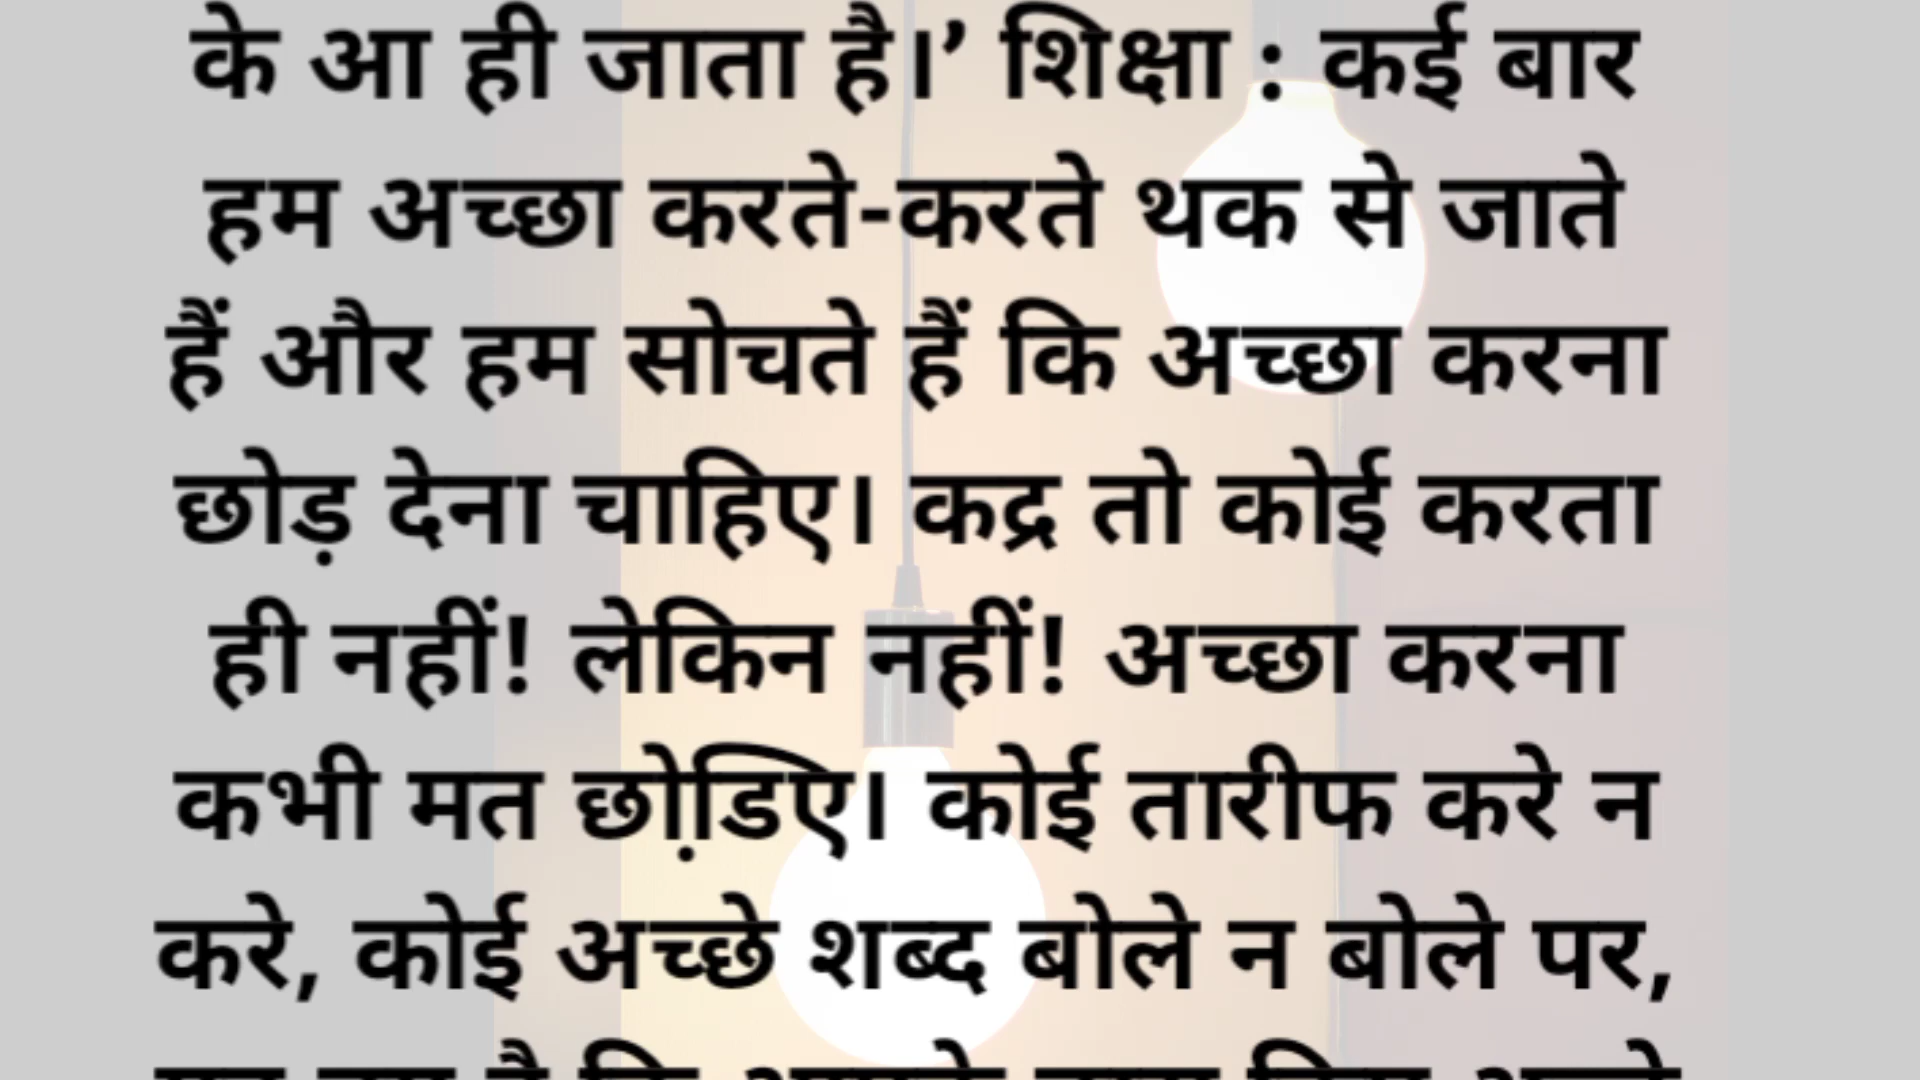 के आ ही जाता है।’ शिक्षा : कई बार
हम अच्छा करते-करते थक से जाते
हैं और हम सोचते हैं कि अच्छा करना
छोड़ देना चाहिए। कद्र तो कोई करता
ही नहीं! लेकिन नहीं! अच्छा करना
कभी मत छोड़िए। कोई तारीफ करे न
करे, कोई अच्छे शब्द बोले न बोले पर,